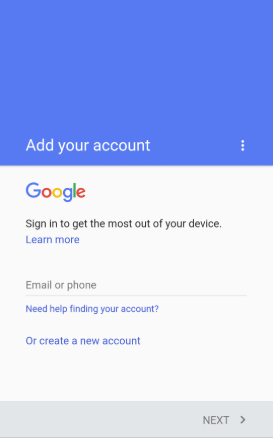 Add your account
Google
Sign in to get the most out of your device.
Learn more
Email or phone
Need help finding your account?
Or create a new account
NEXT